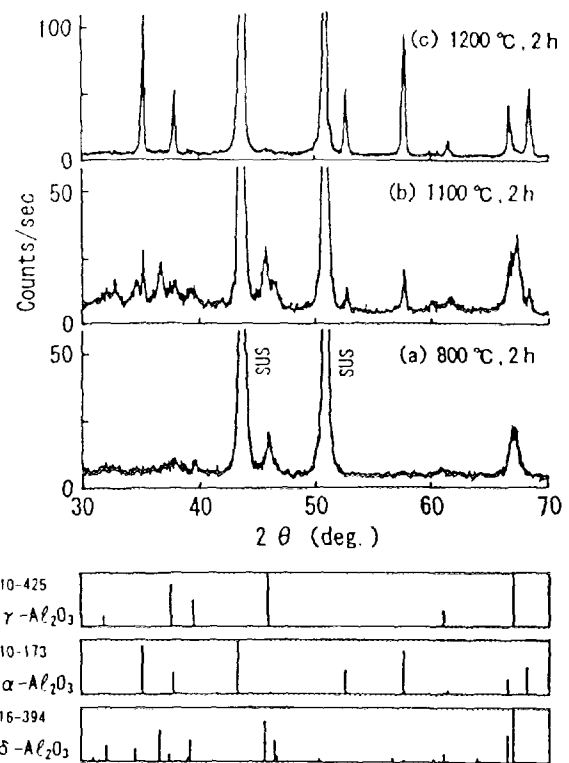 100
(c) 1200 ℃, 2 h
0
50
(b) 1100 ℃, 2 h
Counts/sec
0
50
SUS
SUS
(a) 800 ℃, 2 h
0
30
40
50
60
70
2 θ (deg.)
10-425
γ-Aℓ₂O₃
10-173
α-Aℓ₂O₃
16-394
δ-Aℓ₂O₃